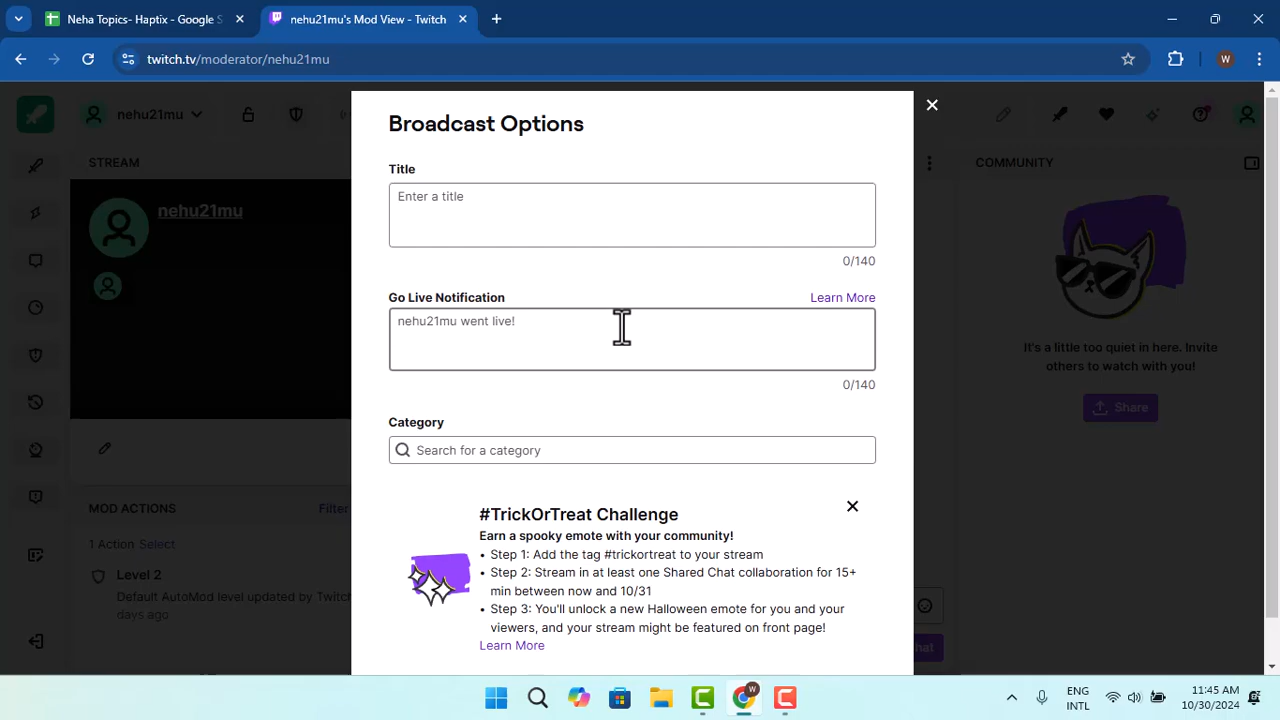 Neha Topics- Haptix - Google S
nehu21mu's Mod View - Twitch
twitch.tv/moderator/nehu21mu
W
nehu21mu
STREAM
COMMUNITY
nehu21mu
Broadcast Options
Title
Enter a title
0/140
Go Live Notification
Learn More
nehu21mu went live!
0/140
Category
Search for a category
#TrickOrTreat Challenge
Earn a spooky emote with your community!
• Step 1: Add the tag #trickortreat to your stream
• Step 2: Stream in at least one Shared Chat collaboration for 15+
min between now and 10/31
• Step 3: You'll unlock a new Halloween emote for you and your
viewers, and your stream might be featured on front page!
Learn More
It's a little too quiet in here. Invite
others to watch with you!
Share
MOD ACTIONS
Filter
1 Action Select
Level 2
Default AutoMod level updated by Twitch
days ago
hat
W
ENG
INTL
11:45 AM
10/30/2024